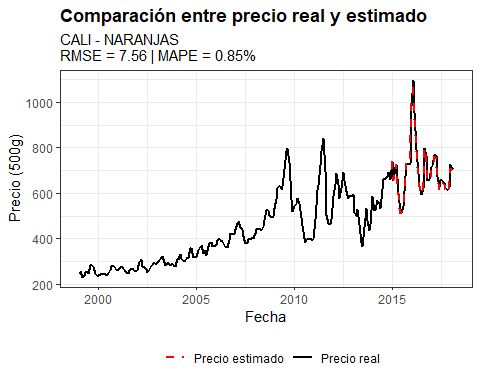 Comparación entre precio real y estimado
CALI - NARANJAS
RMSE = 7.56 | MAPE = 0.85%
Precio (500g)
1000
800
600
400
200
2000 2005 2010 2015
Fecha
Precio estimado Precio real